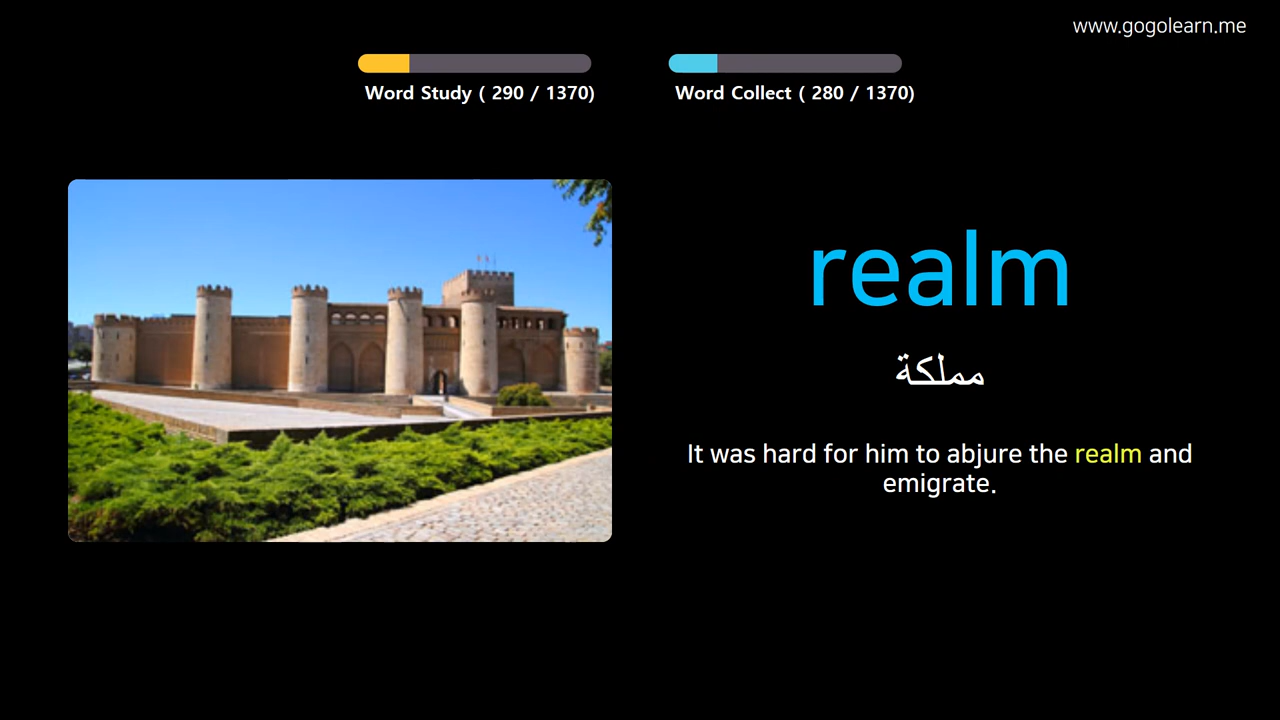 www.gogolearn.me
Word Study ( 290 / 1370)
Word Collect ( 280 / 1370)
realm
مملكة
It was hard for him to abjure the realm and
emigrate.